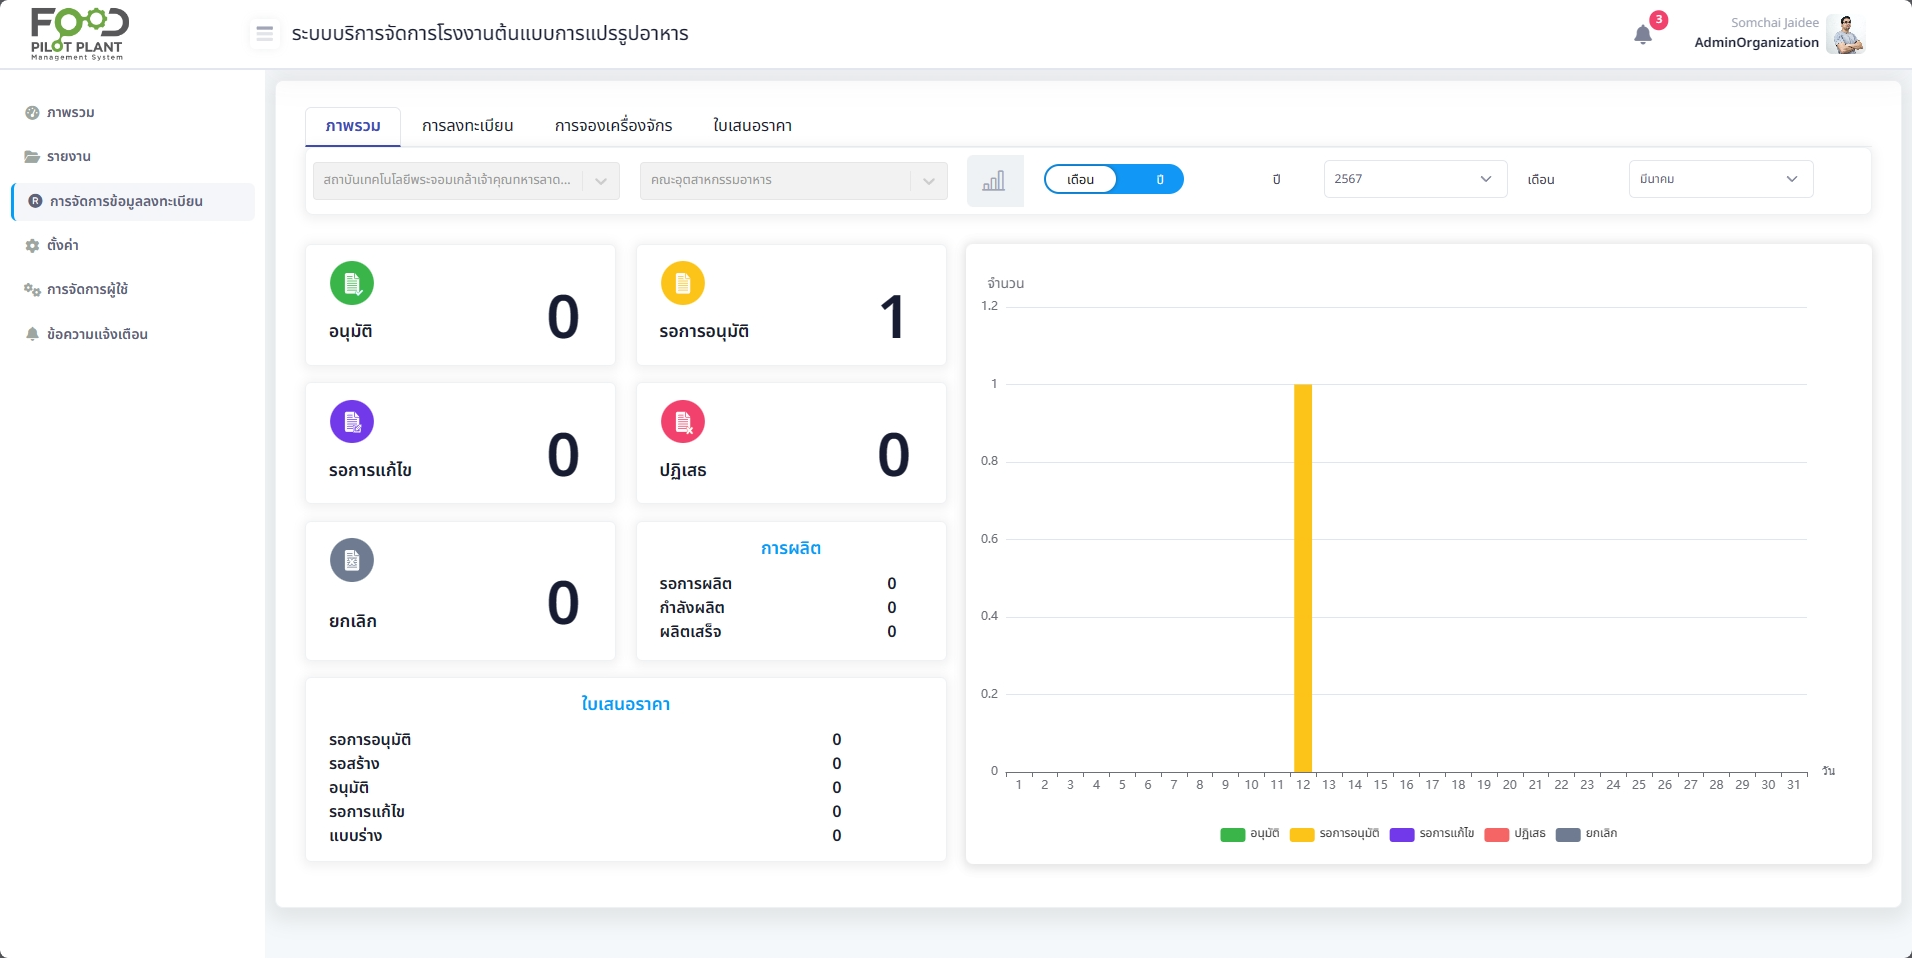 FOOD
PILOT PLANT
Management System
ระบบบริการจัดการโรงงานต้นแบบการแปรรูปอาหาร
3
Somchai Jaidee
AdminOrganization
ภาพรวม
รายงาน
R การจัดการข้อมูลลงทะเบียน
ตั้งค่า
การจัดการผู้ใช้
ข้อความแจ้งเตือน
ภาพรวม การลงทะเบียน การจองเครื่องจักร ใบเสนอราคา
สถาบันเทคโนโลยีพระจอมเกล้าเจ้าคุณทหารลาด... คณะอุตสาหกรรมอาหาร เดือน ปี ปี 2567 เดือน มีนาคม
อนุมัติ 0
รอการอนุมัติ 1
รอการแก้ไข 0
ปฏิเสธ 0
ยกเลิก 0
การผลิต
รอการผลิต 0
กำลังผลิต 0
ผลิตเสร็จ 0
ใบเสนอราคา
รอการอนุมัติ 0
รอสร้าง 0
อนุมัติ 0
รอการแก้ไข 0
แบบร่าง 0
จำนวน
1.2
1
0.8
0.6
0.4
0.2
0
1 2 3 4 5 6 7 8 9 10 11 12 13 14 15 16 17 18 19 20 21 22 23 24 25 26 27 28 29 30 31
วัน
อนุมัติ รอการอนุมัติ รอการแก้ไข ปฏิเสธ ยกเลิก